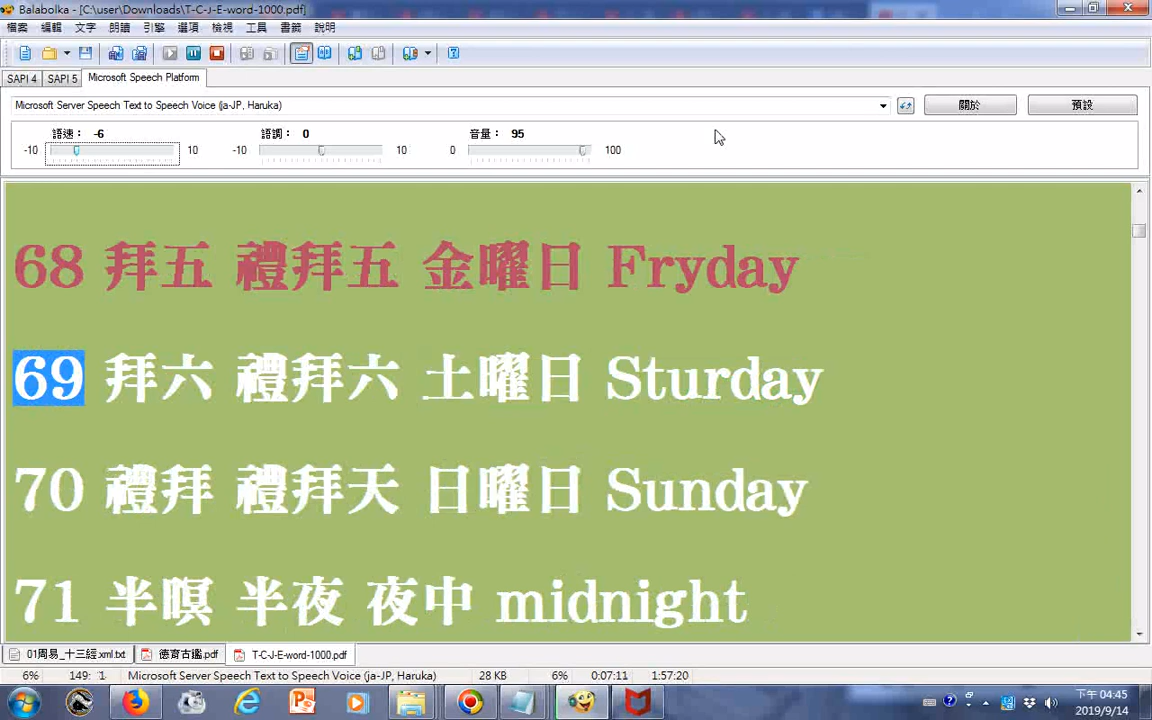 Balabolka - [C:\user\Downloads\T-C-J-E-word-1000.pdf]
檔案 編輯 文字 朗讀 引擎 選項 檢視 工具 書籤 說明
SAPI 4 SAPI 5 Microsoft Speech Platform
Microsoft Server Speech Text to Speech Voice (ja-JP, Haruka) 關於 預設
語速： -6 語調： 0 音量： 95
-10 10 -10 10 0 100
68 拜五 禮拜五 金曜日 Fryday
69 拜六 禮拜六 土曜日 Sturday
70 禮拜 禮拜天 日曜日 Sunday
71 半暝 半夜 夜中 midnight
01周易_十三經.xml.txt 德育古鑑.pdf T-C-J-E-word-1000.pdf
6% 149: 1 Microsoft Server Speech Text to Speech Voice (ja-JP, Haruka) 28 KB 6% 0:07:11 1:57:20
下午 04:45
2019/9/14